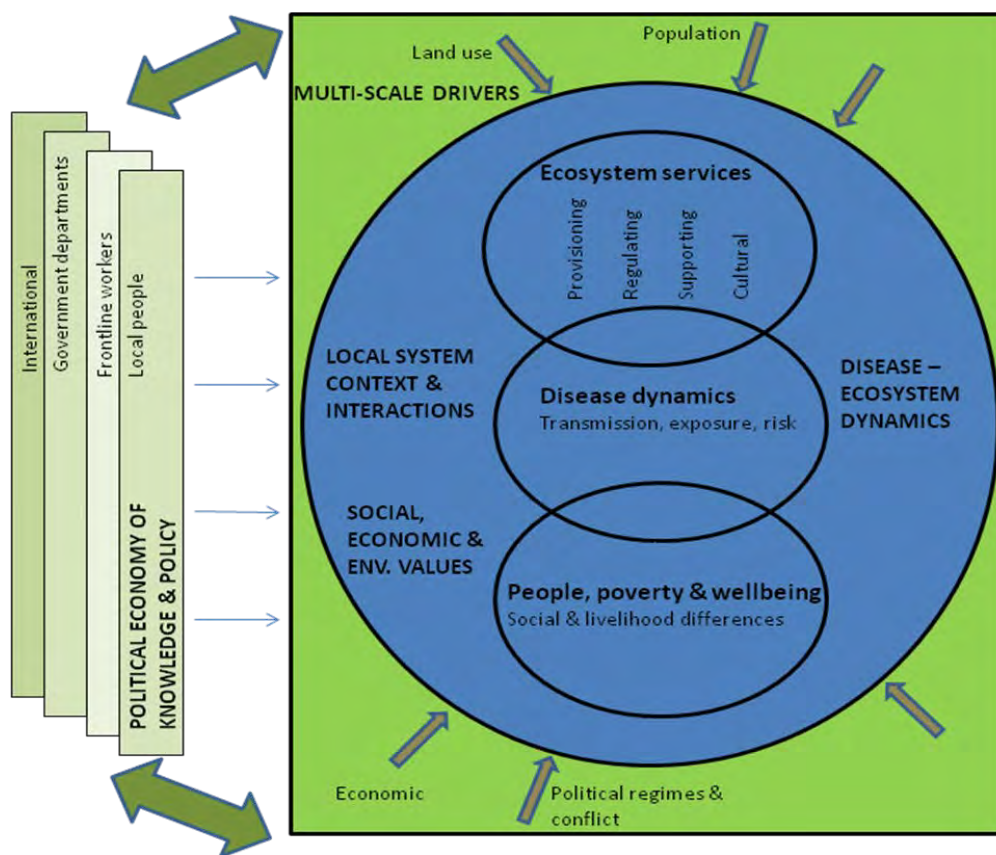 International
Government departments
Frontline workers
Local people
POLITICAL ECONOMY OF
KNOWLEDGE & POLICY
Land use
Population
MULTI-SCALE DRIVERS
Ecosystem services
Provisioning
Regulating
Supporting
Cultural
LOCAL SYSTEM
CONTEXT &
INTERACTIONS
Disease dynamics
Transmission, exposure, risk
DISEASE –
ECOSYSTEM
DYNAMICS
SOCIAL,
ECONOMIC &
ENV. VALUES
People, poverty & wellbeing
Social & livelihood differences
Economic
Political regimes &
conflict